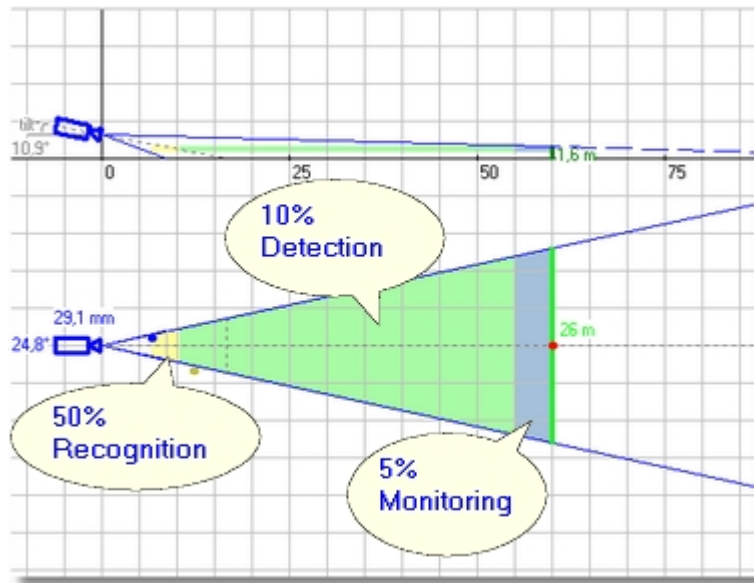 10,9°
1,6 m
0 25 50 75
10%
Detection
29,1 mm
24,8°
26 m
50%
Recognition
5%
Monitoring